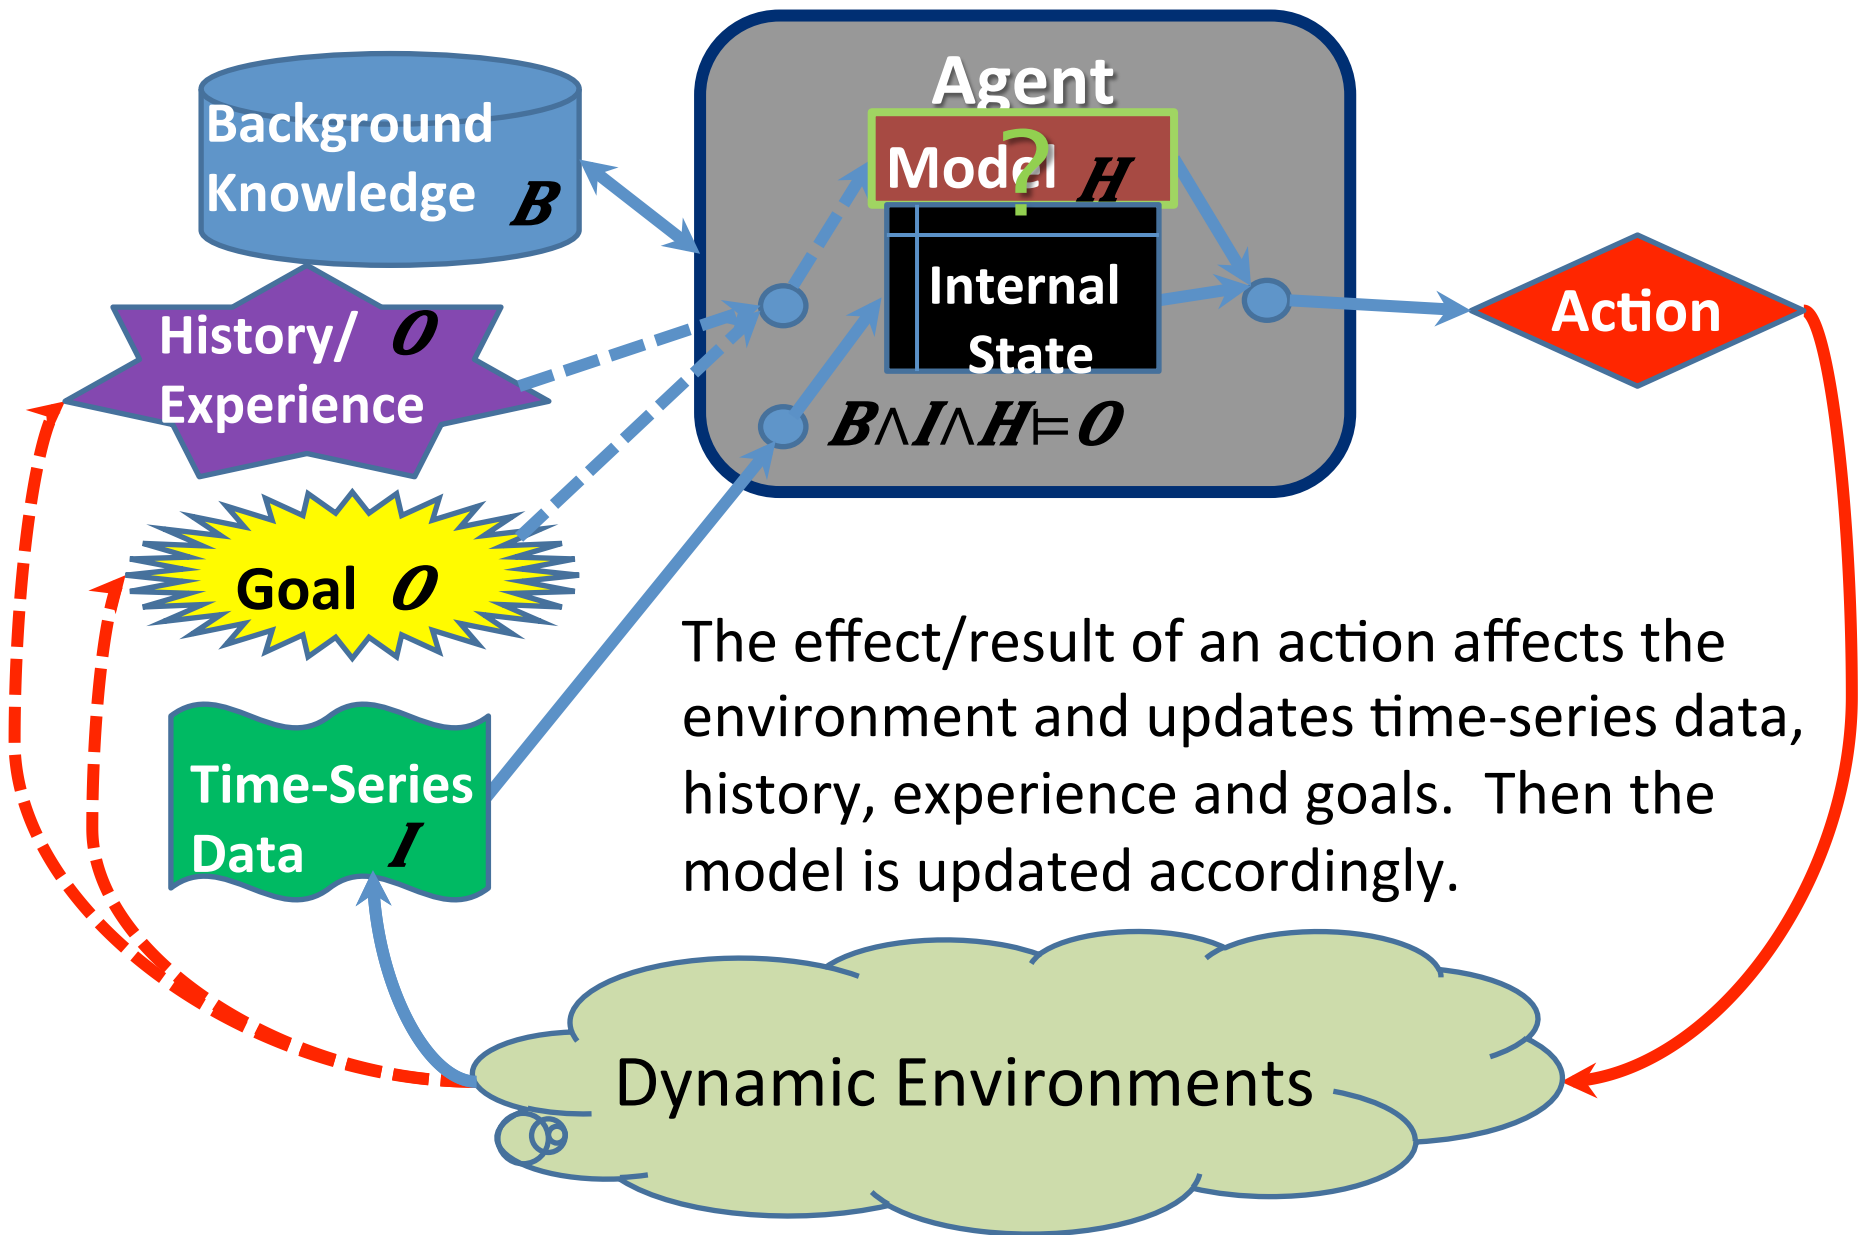 Agent
Background
Knowledge B
Model ? H
History/ O
Experience
Internal
State
Action
B∧I∧H⊨O
Goal O
The effect/result of an action affects the
environment and updates time-series data,
history, experience and goals. Then the
model is updated accordingly.
Time-Series
Data I
Dynamic Environments